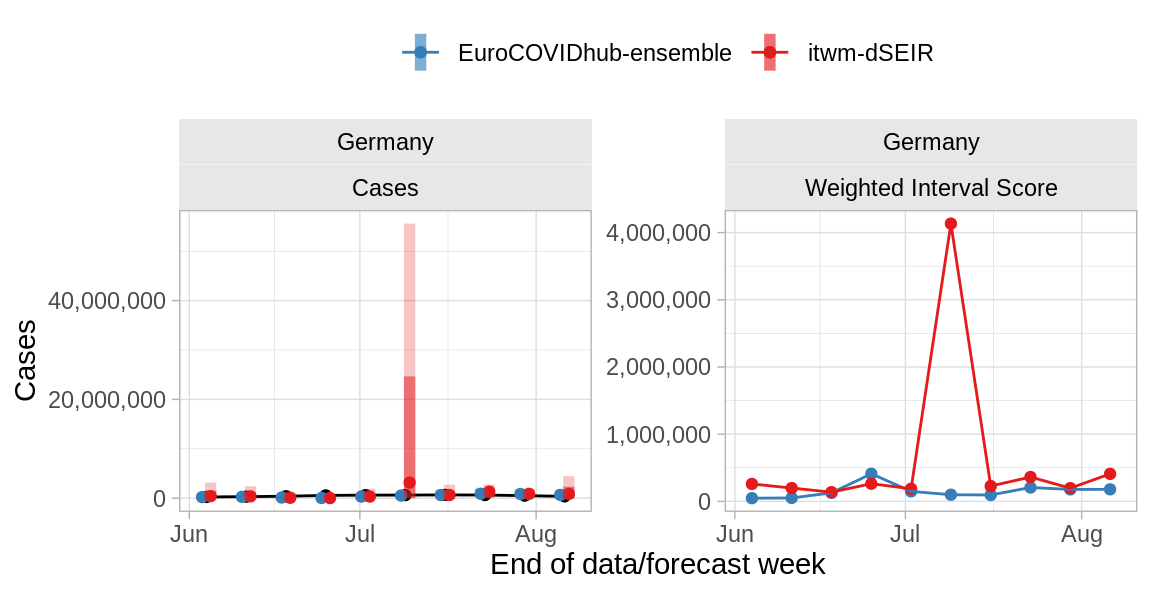 EuroCOVIDhub-ensemble itwm-dSEIR
Germany
Cases
Cases
40,000,000
20,000,000
0
Jun Jul Aug
Germany
Weighted Interval Score
4,000,000
3,000,000
2,000,000
1,000,000
0
Jun Jul Aug
End of data/forecast week